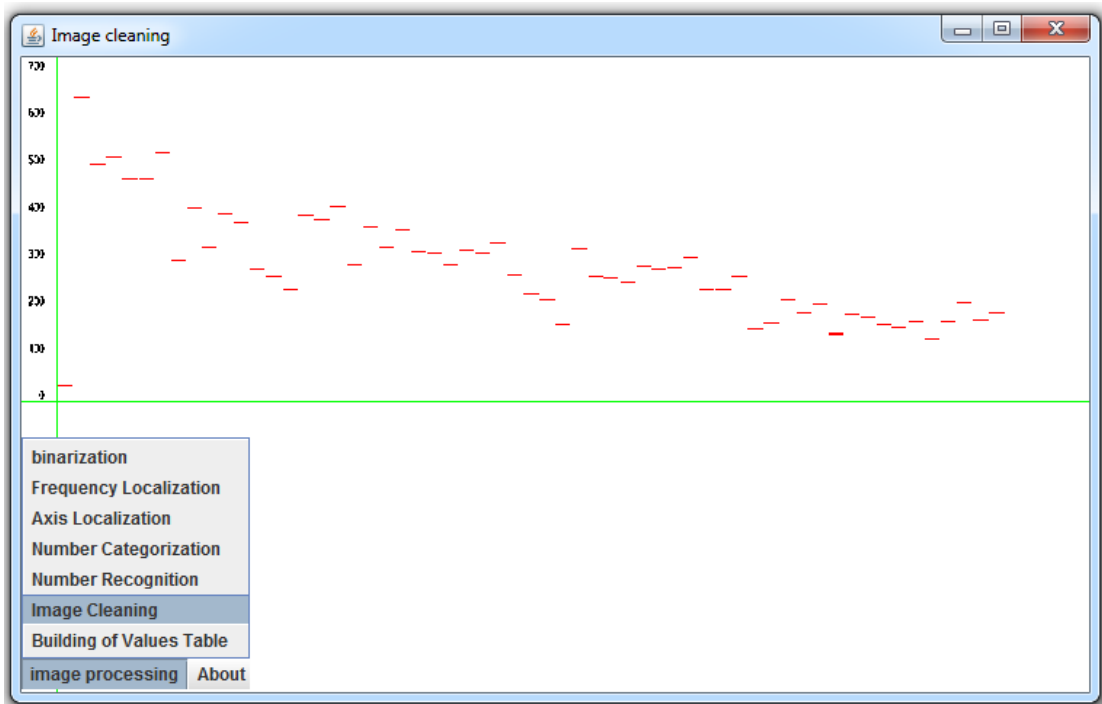 Image cleaning
700
600
500
400
300
200
100
0
binarization
Frequency Localization
Axis Localization
Number Categorization
Number Recognition
Image Cleaning
Building of Values Table
image processing About